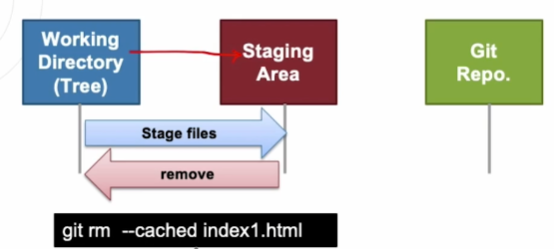 Working
Directory
(Tree)
Staging
Area
Git
Repo.
Stage files
remove
git rm  --cached index1.html